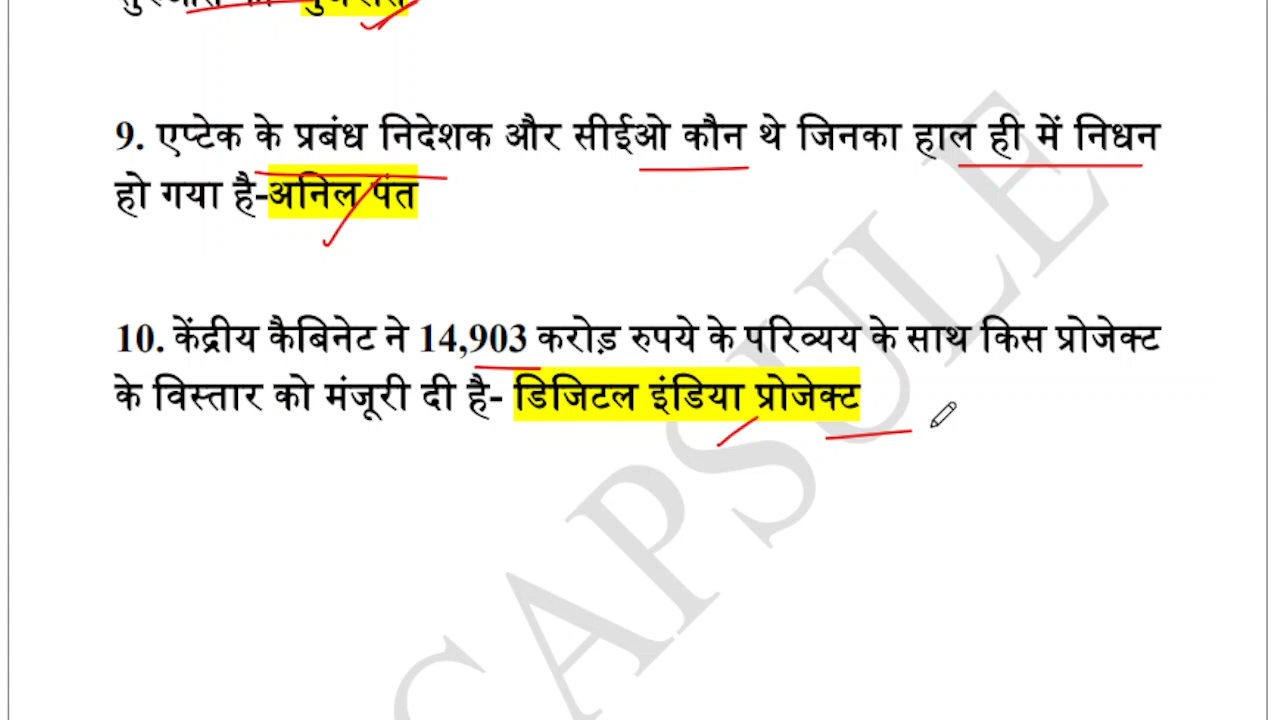 9. एप्टेक के प्रबंध निदेशक और सीईओ कौन थे जिनका हाल ही में निधन
हो गया है-अनिल पंत
10. केंद्रीय कैबिनेट ने 14,903 करोड़ रुपये के परिव्यय के साथ किस प्रोजेक्ट
के विस्तार को मंजूरी दी है- डिजिटल इंडिया प्रोजेक्ट
CAPSULE